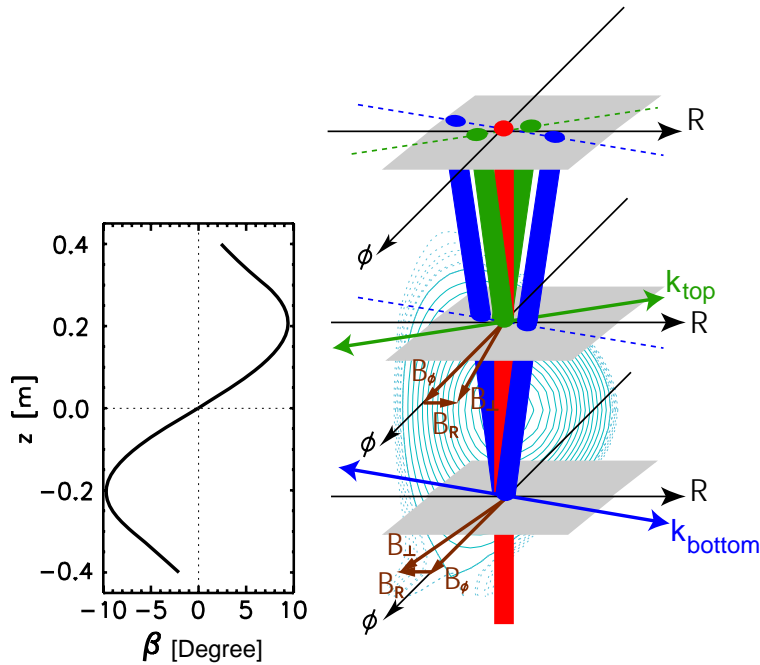 R
ϕ
k_top
R
B_ϕ
B_⊥
B_R
ϕ
R
k_bottom
B_⊥
B_R
B_ϕ
ϕ
0.4
0.2
0.0
−0.2
−0.4
z [m]
−10 −5 0 5 10
β [Degree]